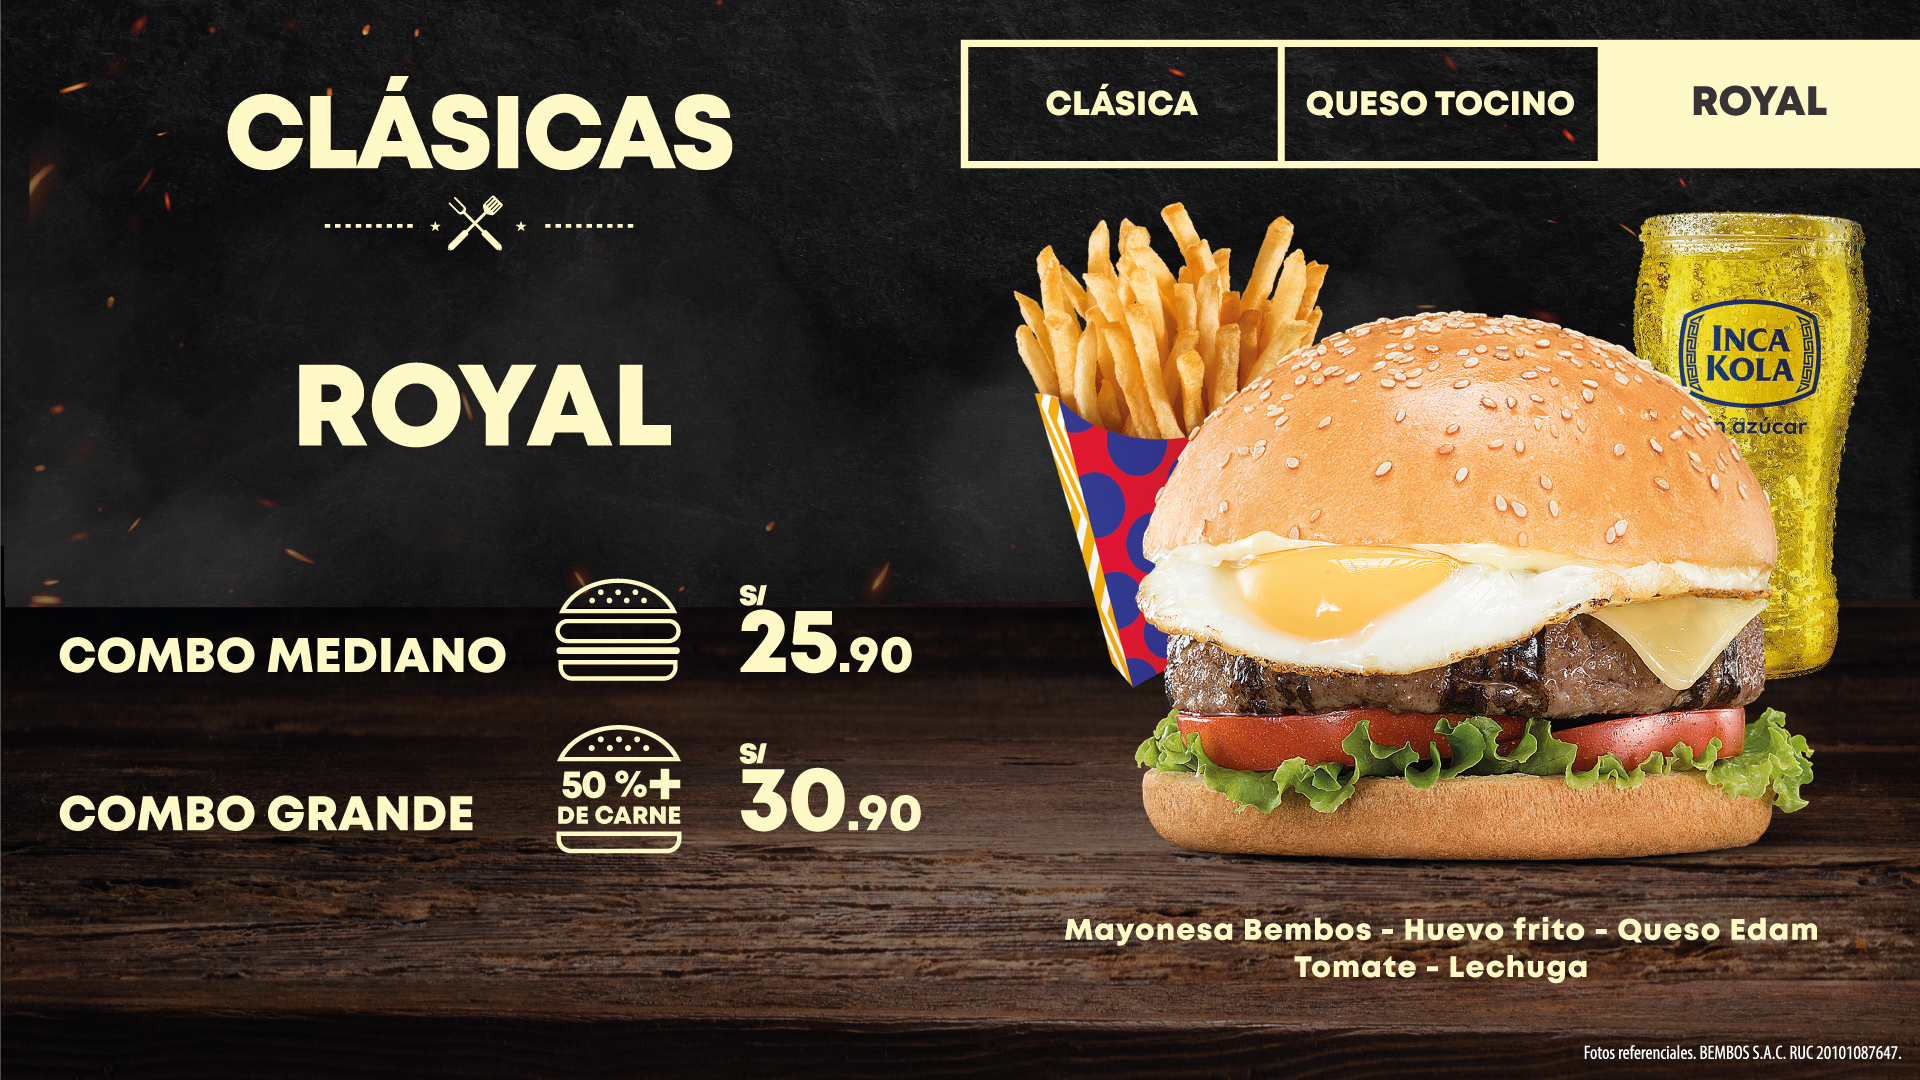 CLÁSICAS
CLÁSICA
QUESO TOCINO
ROYAL
ROYAL
COMBO MEDIANO
S/
25.90
COMBO GRANDE
50 %+
DE CARNE
S/
30.90
INCA
KOLA
azúcar
Mayonesa Bembos - Huevo frito - Queso Edam
Tomate - Lechuga
Fotos referenciales. BEMBOS S.A.C. RUC 20101087647.